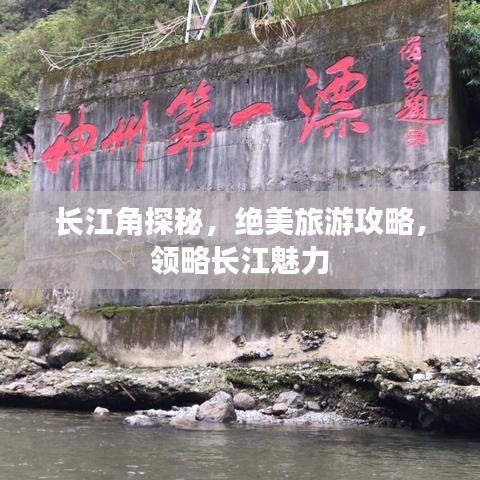 神州第一漂
长江角探秘，绝美旅游攻略，
领略长江魅力